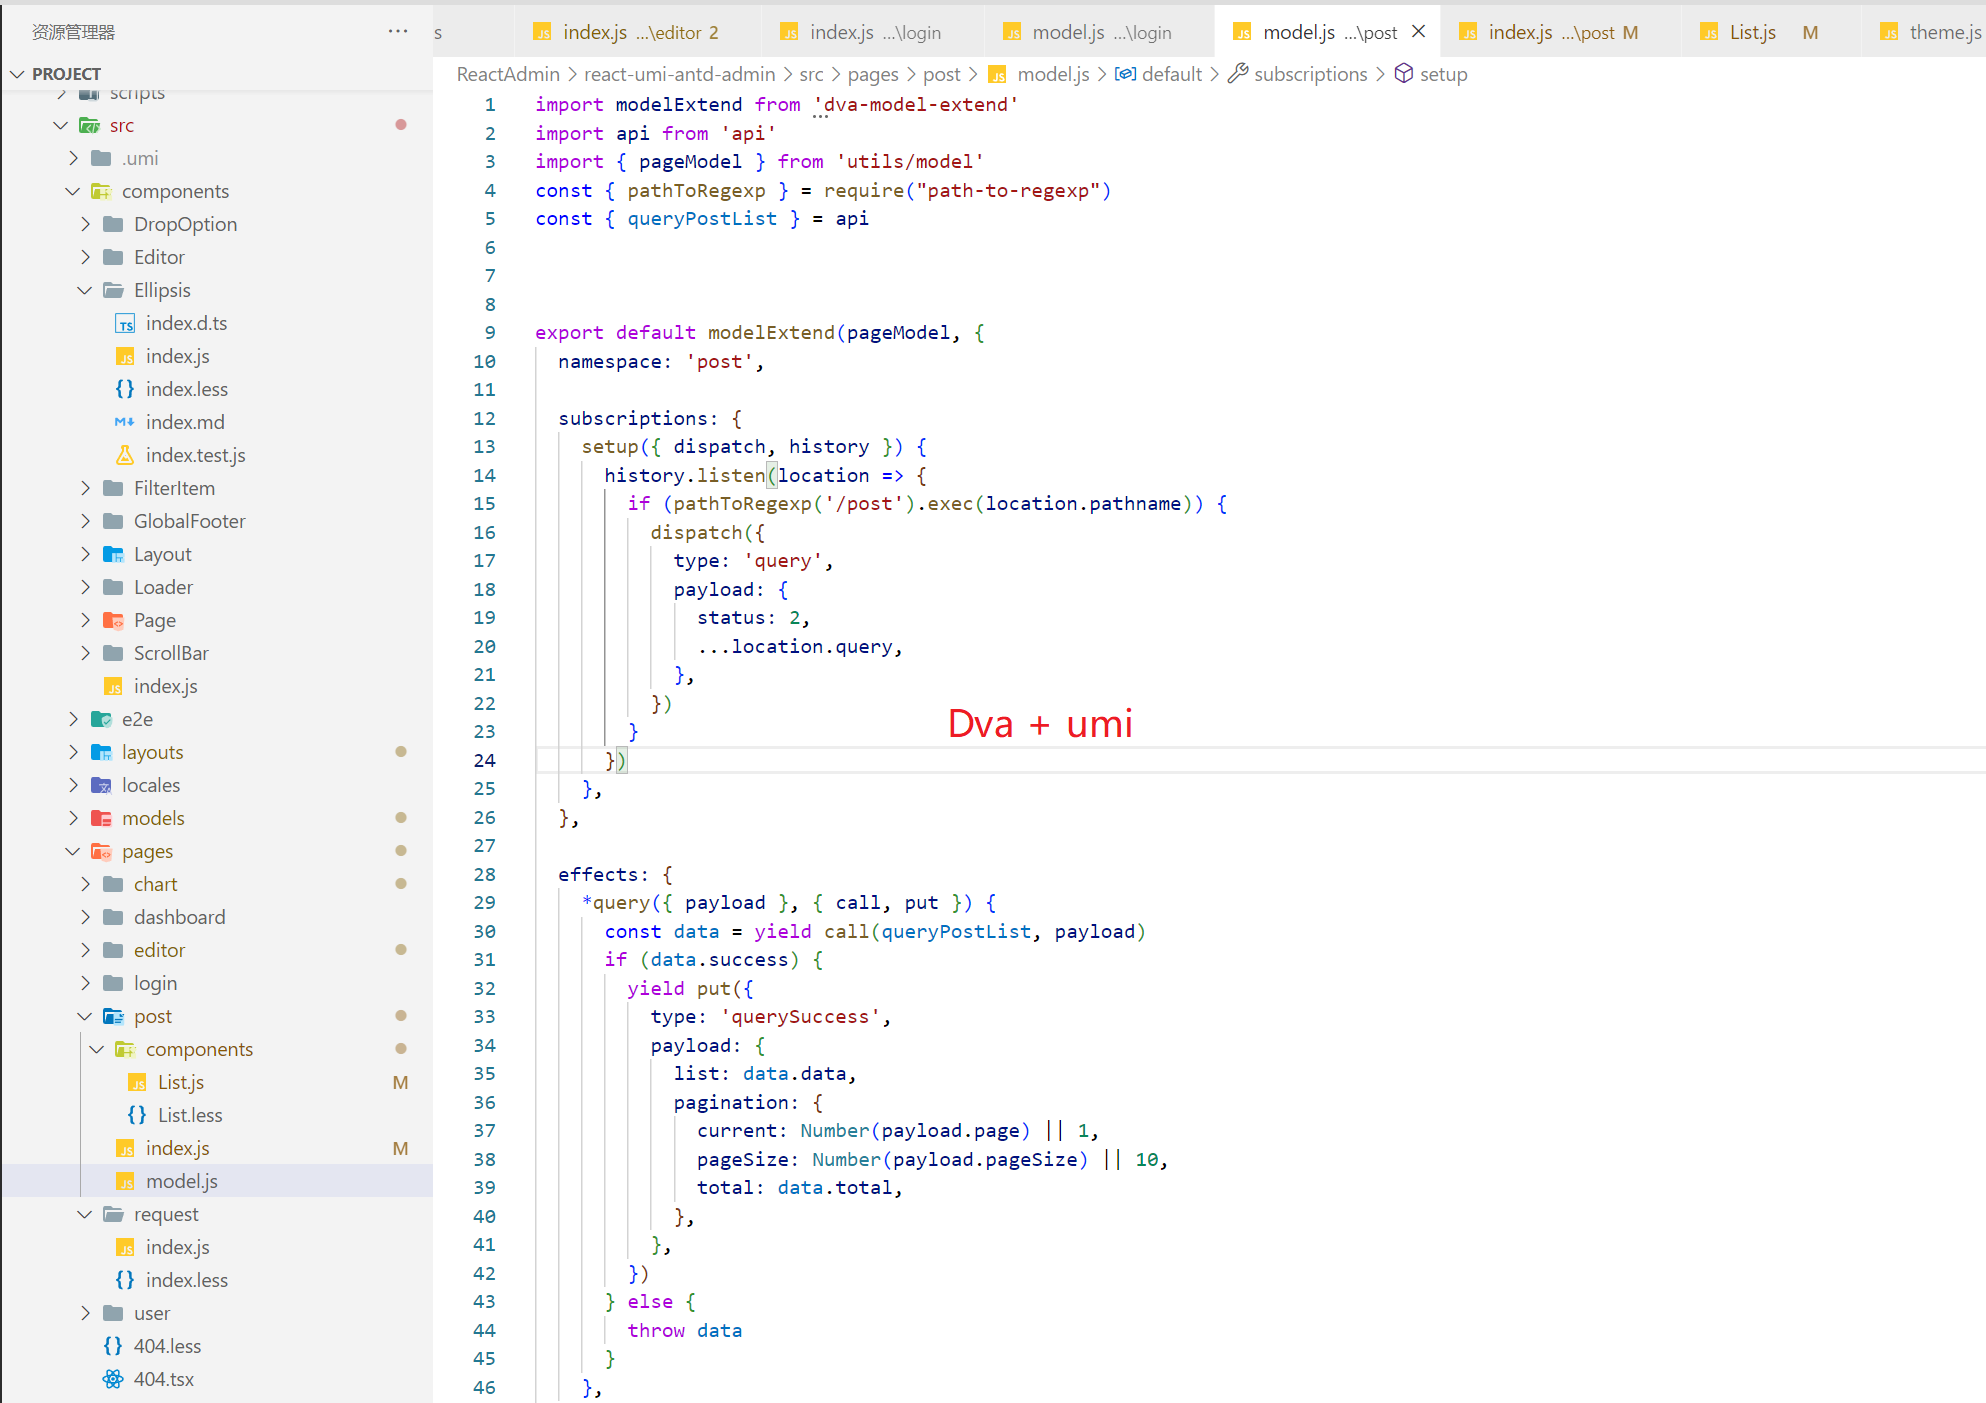 资源管理器
···
s
index.js ...\editor 2
index.js ...\login
model.js ...\login
model.js ...\post
index.js ...\post M
List.js M
theme.js
PROJECT
scripts
src
.umi
components
DropOption
Editor
Ellipsis
index.d.ts
index.js
index.less
index.md
index.test.js
FilterItem
GlobalFooter
Layout
Loader
Page
ScrollBar
index.js
e2e
layouts
locales
models
pages
chart
dashboard
editor
login
post
components
List.js M
List.less
index.js M
model.js
request
index.js
index.less
user
404.less
404.tsx
ReactAdmin > react-umi-antd-admin > src > pages > post > model.js > default > subscriptions > setup
1 import modelExtend from 'dva-model-extend'
2 import api from 'api'
3 import { pageModel } from 'utils/model'
4 const { pathToRegexp } = require("path-to-regexp")
5 const { queryPostList } = api
6
7
8
9 export default modelExtend(pageModel, {
10 namespace: 'post',
11
12 subscriptions: {
13 setup({ dispatch, history }) {
14 history.listen(location => {
15 if (pathToRegexp('/post').exec(location.pathname)) {
16 dispatch({
17 type: 'query',
18 payload: {
19 status: 2,
20 ...location.query,
21 },
22 })
23 }
24 })
25 },
26 },
27
28 effects: {
29 *query({ payload }, { call, put }) {
30 const data = yield call(queryPostList, payload)
31 if (data.success) {
32 yield put({
33 type: 'querySuccess',
34 payload: {
35 list: data.data,
36 pagination: {
37 current: Number(payload.page) || 1,
38 pageSize: Number(payload.pageSize) || 10,
39 total: data.total,
40 },
41 },
42 })
43 } else {
44 throw data
45 }
46 },
Dva + umi